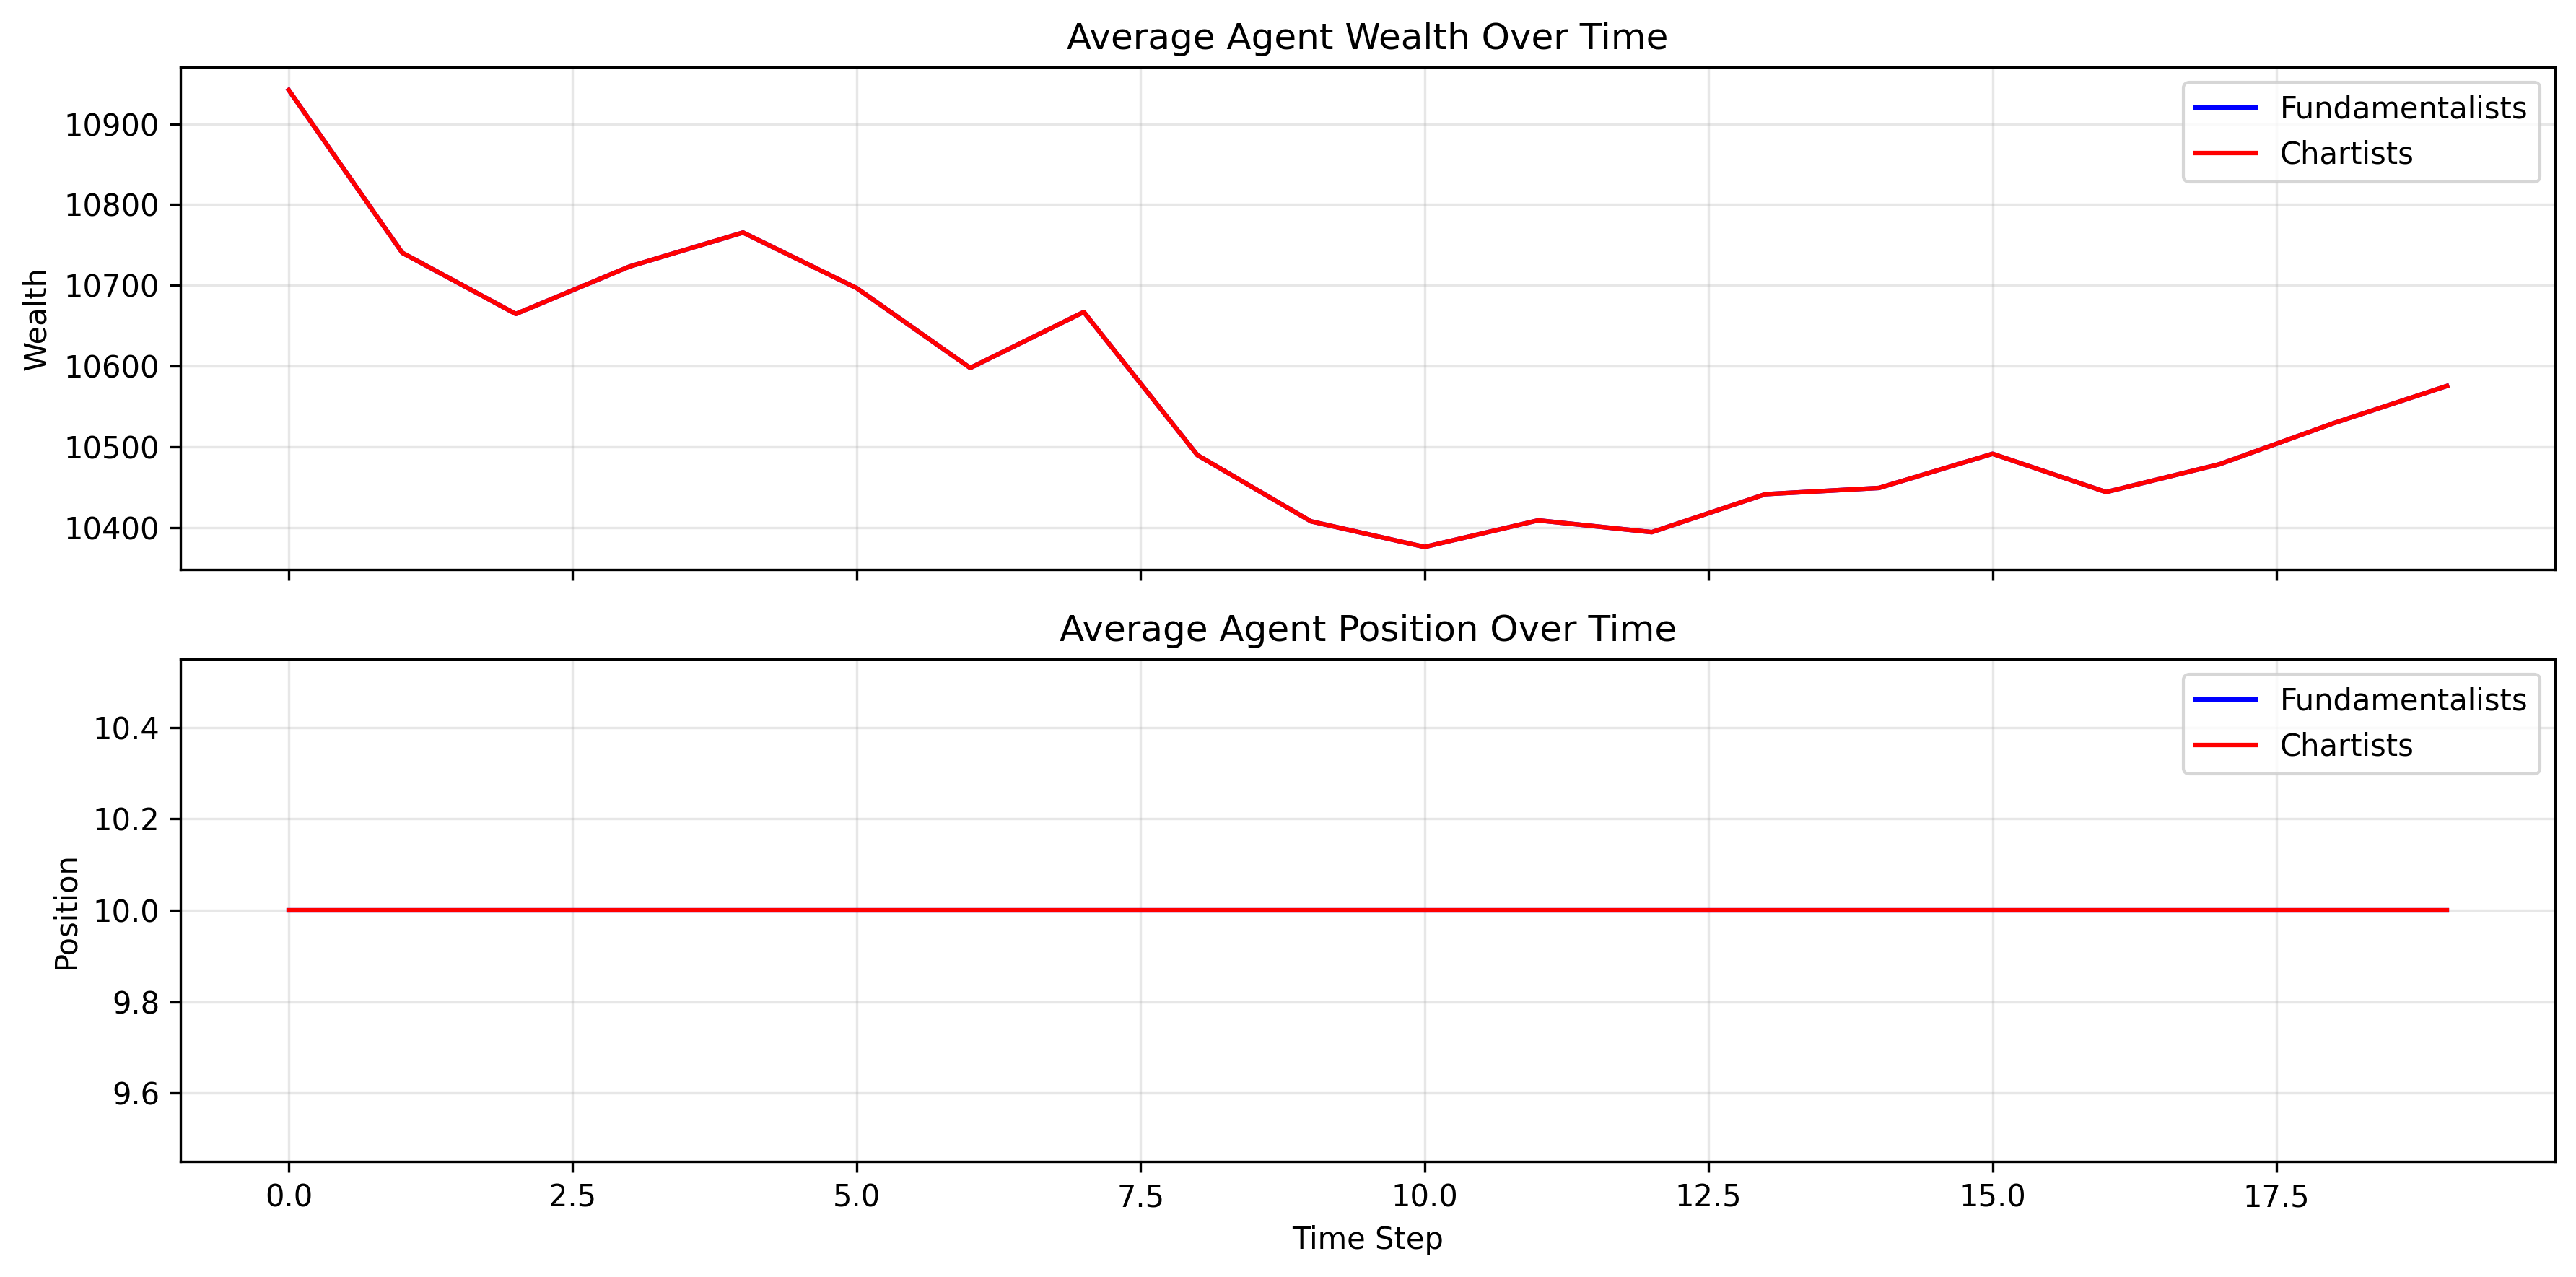 Average Agent Wealth Over Time
Wealth
10900
10800
10700
10600
10500
10400
Fundamentalists
Chartists
Average Agent Position Over Time
Position
10.4
10.2
10.0
9.8
9.6
Fundamentalists
Chartists
0.0 2.5 5.0 7.5 10.0 12.5 15.0 17.5
Time Step